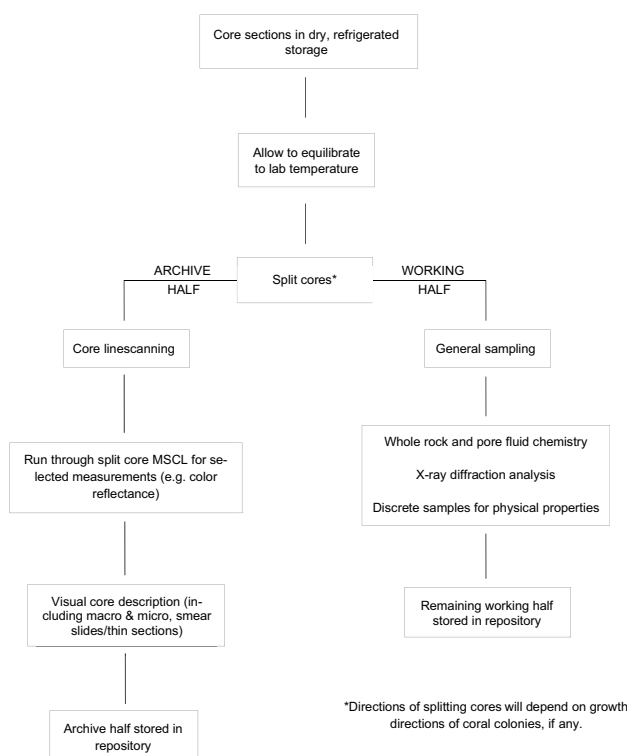 Core sections in dry, refrigerated
storage
Allow to equilibrate
to lab temperature
Split cores*
ARCHIVE
HALF
WORKING
HALF
Core linescanning
Run through split core MSCL for se-
lected measurements (e.g. color
reflectance)
Visual core description (in-
cluding macro & micro, smear
slides/thin sections)
Archive half stored in
repository
General sampling
Whole rock and pore fluid chemistry
X-ray diffraction analysis
Discrete samples for physical properties
Remaining working half
stored in repository
*Directions of splitting cores will depend on growth
directions of coral colonies, if any.